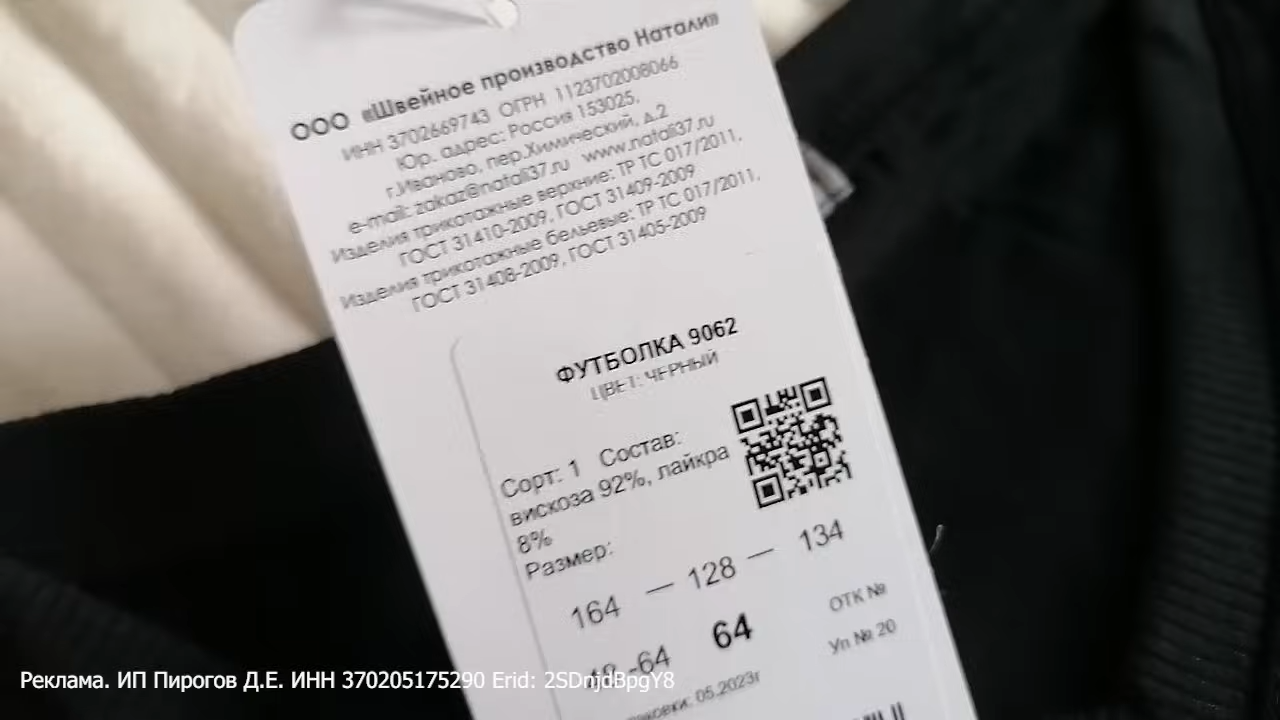 ООО «Швейное производство Натали»
ИНН 3702669743 ОГРН 1123702008066
Юр. адрес: Россия 153025,
г.Иваново, пер.Химический, д.2
e-mail: zakaz@natali37.ru www.natali37.ru
Изделия трикотажные верхние: ТР ТС 017/2011,
ГОСТ 31410-2009, ГОСТ 31409-2009
Изделия трикотажные бельевые: ТР ТС 017/2011,
ГОСТ 31408-2009, ГОСТ 31405-2009
ФУТБОЛКА 9062
ЦВЕТ: ЧЕРНЫЙ
Сорт: 1 Состав:
вискоза 92%, лайкра
8%
Размер:
164 — 128 — 134
-64 64
ОТК №
Уп № 20
05.2023г
Реклама. ИП Пирогов Д.Е. ИНН 370205175290 Erid: 2SDnjdBpgY8